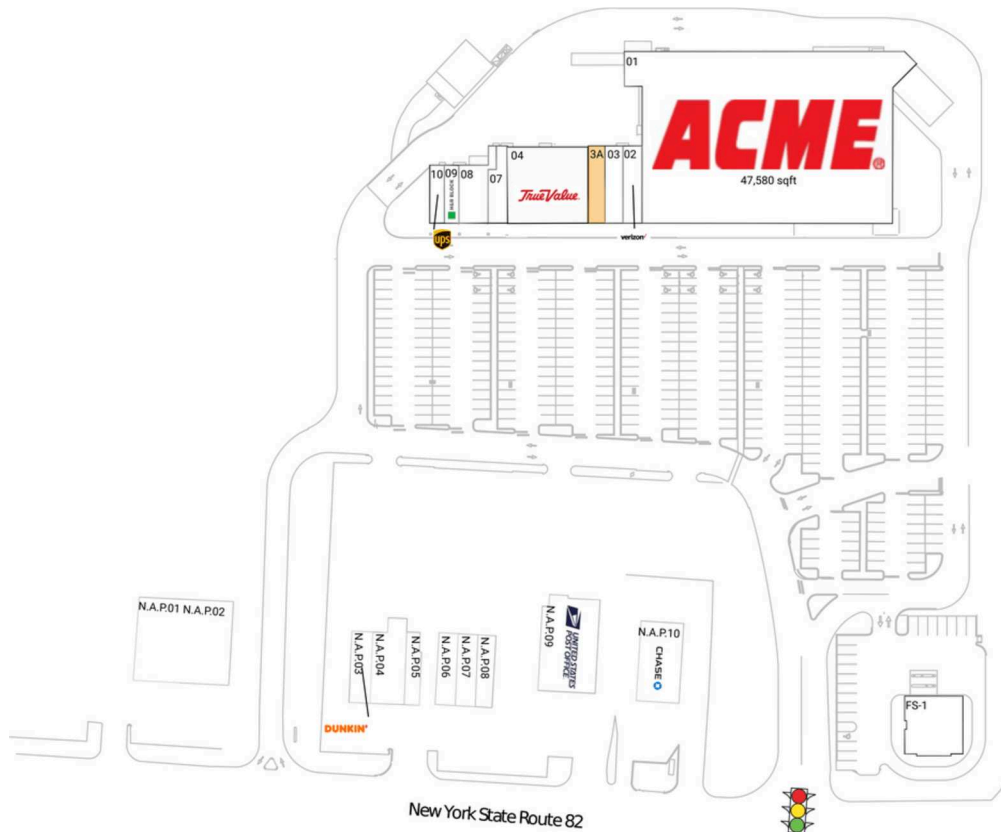 01
ACME
47,580 sqft
04
3A
03
02
TrueValue
10
09
08
07
H&R BLOCK
ups
verizon
N.A.P.01 N.A.P.02
N.A.P.03
N.A.P.04
N.A.P.05
N.A.P.06
N.A.P.07
N.A.P.08
N.A.P.09
UNITED STATES
POST OFFICE
N.A.P.10
CHASE
FS-1
DUNKIN'
New York State Route 82